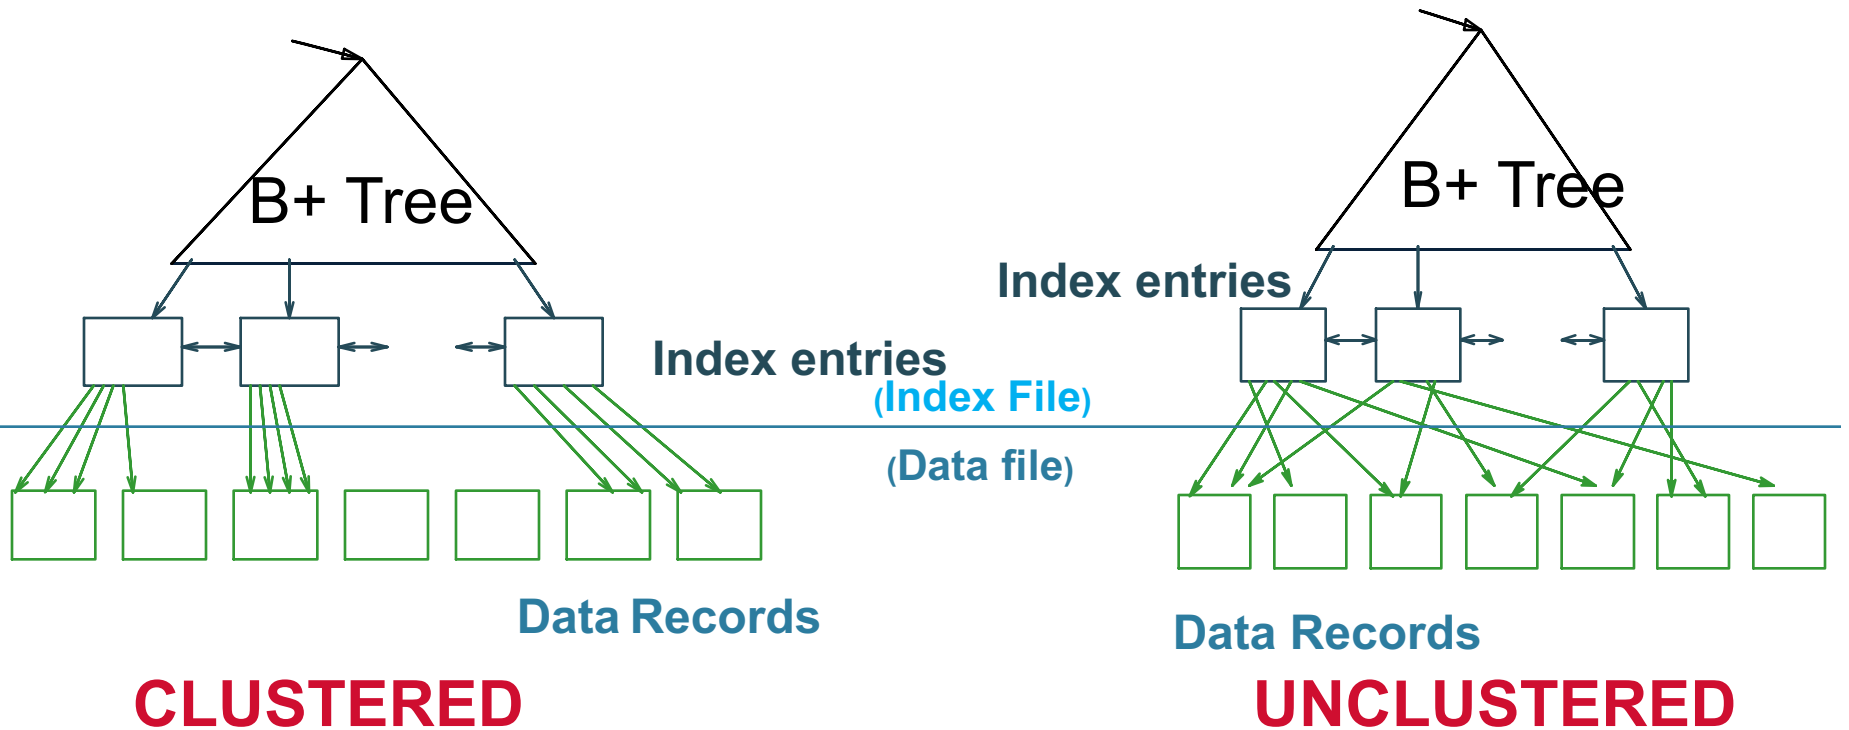 B+ Tree
B+ Tree
Index entries
Index entries
(Index File)
(Data file)
Data Records
Data Records
CLUSTERED
UNCLUSTERED